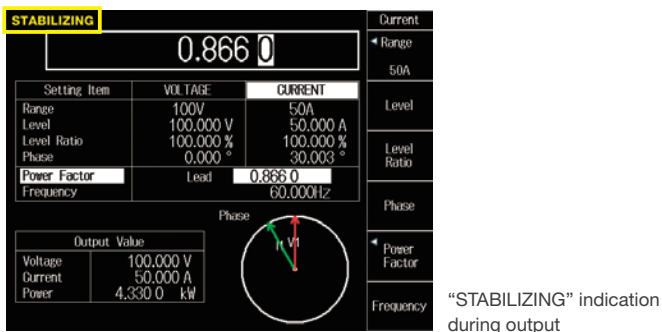 STABILIZING
0.866 0
Setting Item VOLTAGE CURRENT
Range 100V 50A
Level 100.000 V 50.000 A
Level Ratio 100.000 % 100.000 %
Phase 0.000 ° 30.003 °
Power Factor Lead 0.866 0
Frequency 60.000Hz
Phase
I1 V1
Output Value
Voltage 100.000 V
Current 50.000 A
Power 4.330 0 kW
Current
Range
50A
Level
Level
Ratio
Phase
Power
Factor
Frequency
“STABILIZING” indication
during output